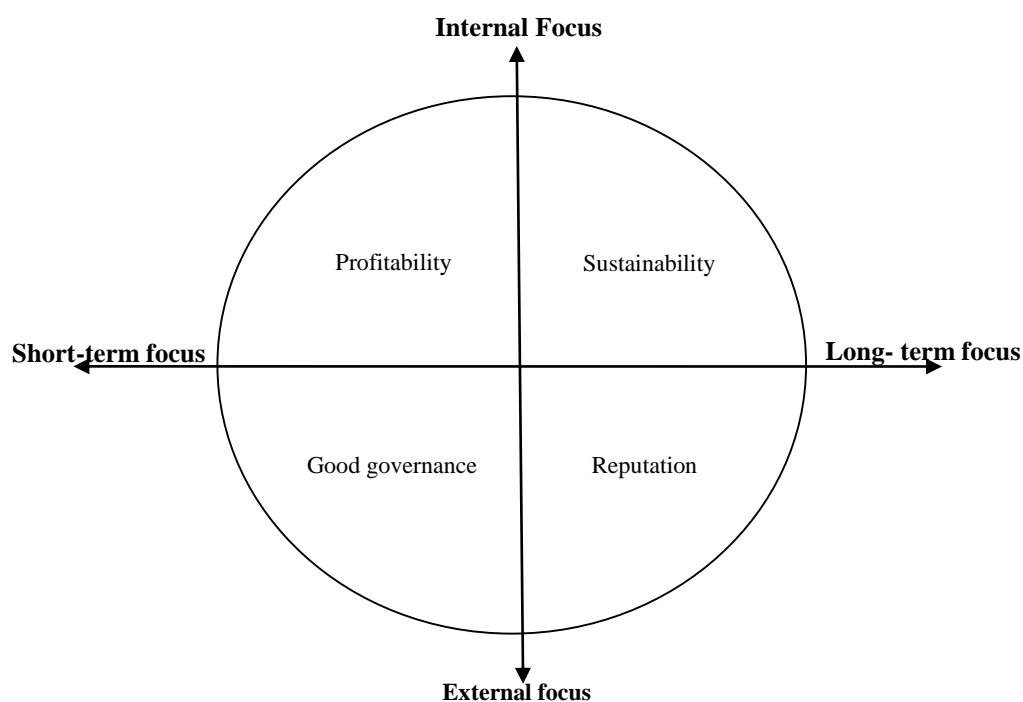 Internal Focus
Profitability
Sustainability
Short-term focus
Long- term focus
Good governance
Reputation
External focus